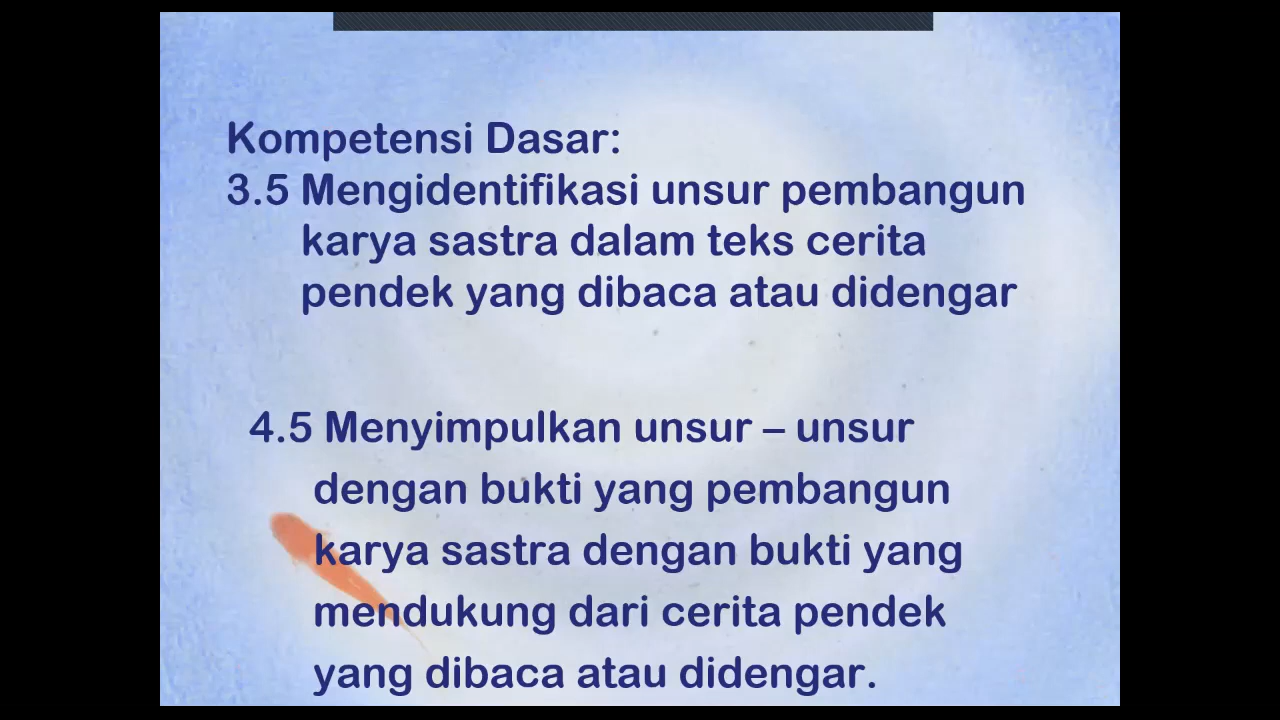 Kompetensi Dasar:
3.5 Mengidentifikasi unsur pembangun
karya sastra dalam teks cerita
pendek yang dibaca atau didengar
4.5 Menyimpulkan unsur – unsur
dengan bukti yang pembangun
karya sastra dengan bukti yang
mendukung dari cerita pendek
yang dibaca atau didengar.